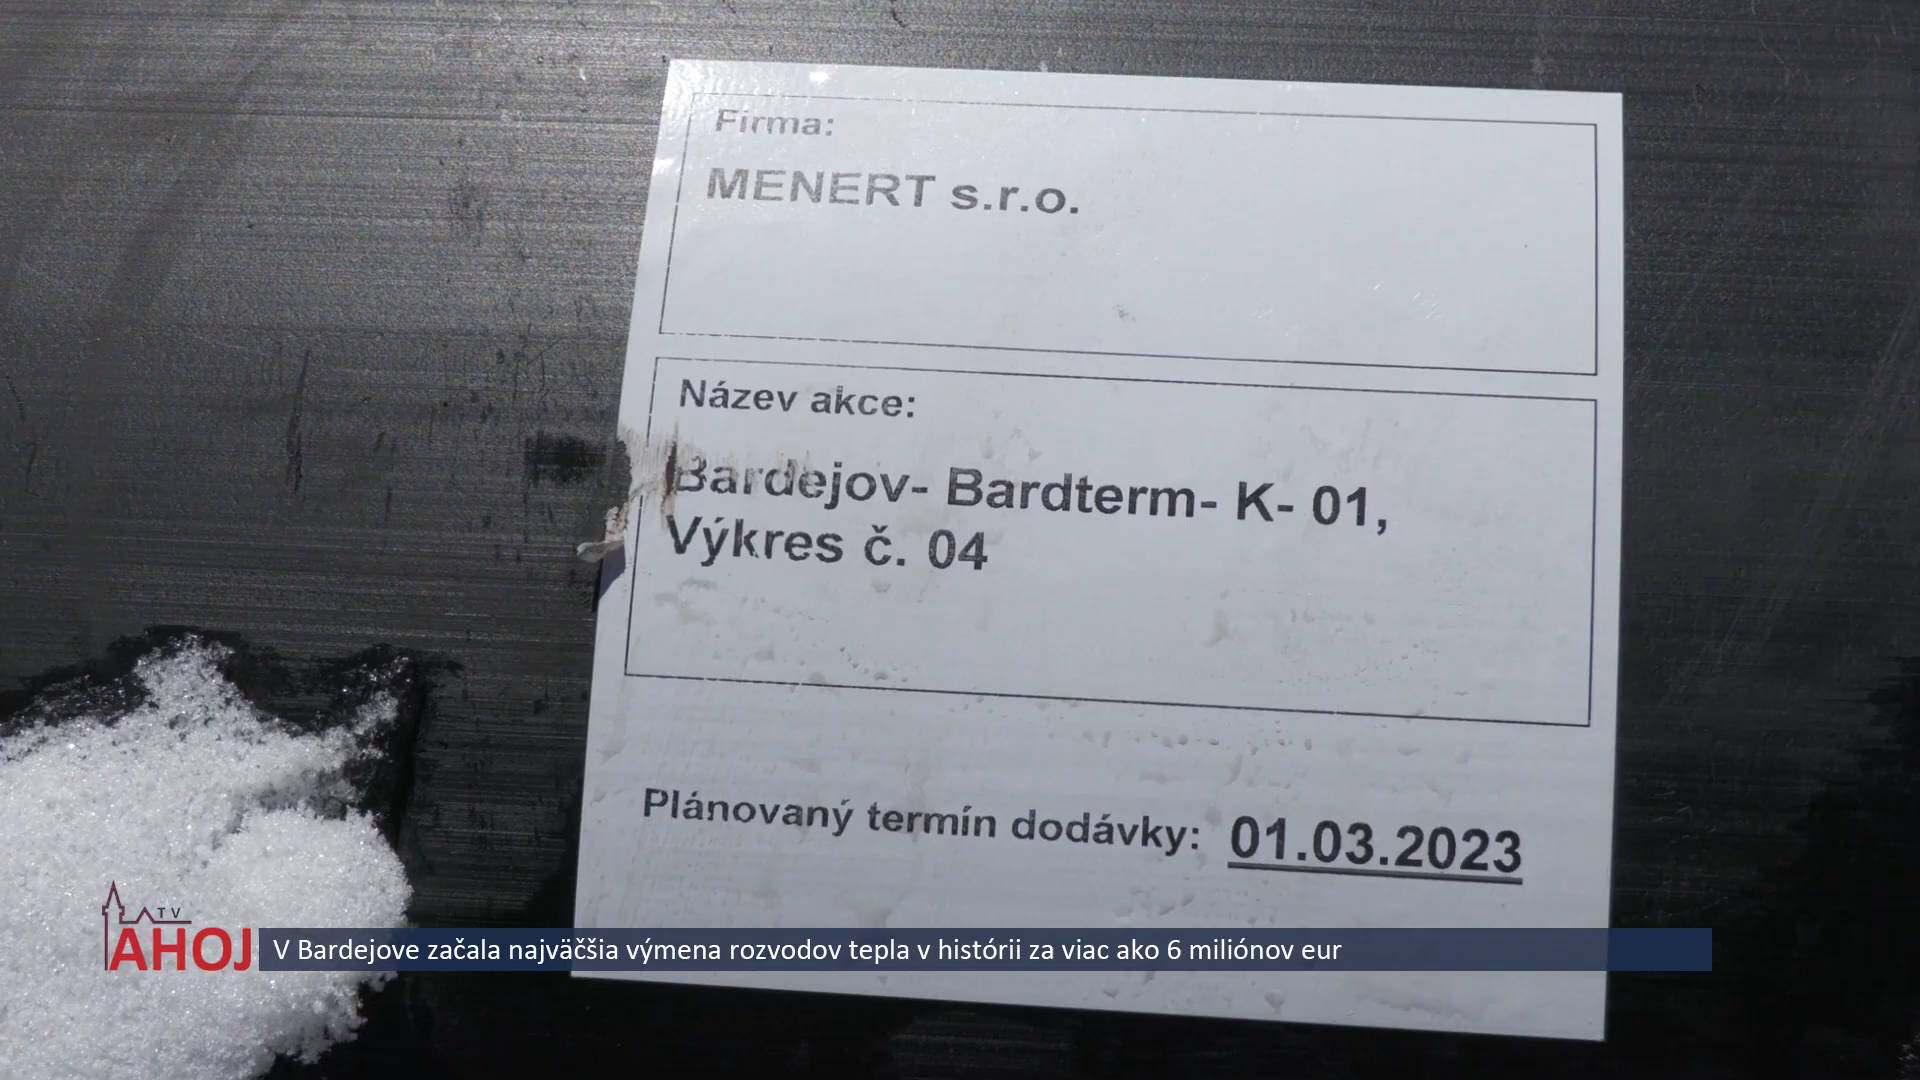 Firma:
MENERT s.r.o.
Název akce:
Bardejov- Bardterm- K- 01,
Výkres č. 04
Plánovaný termín dodávky: 01.03.2023
TV
AHOJ
V Bardejove začala najväčšia výmena rozvodov tepla v histórii za viac ako 6 miliónov eur